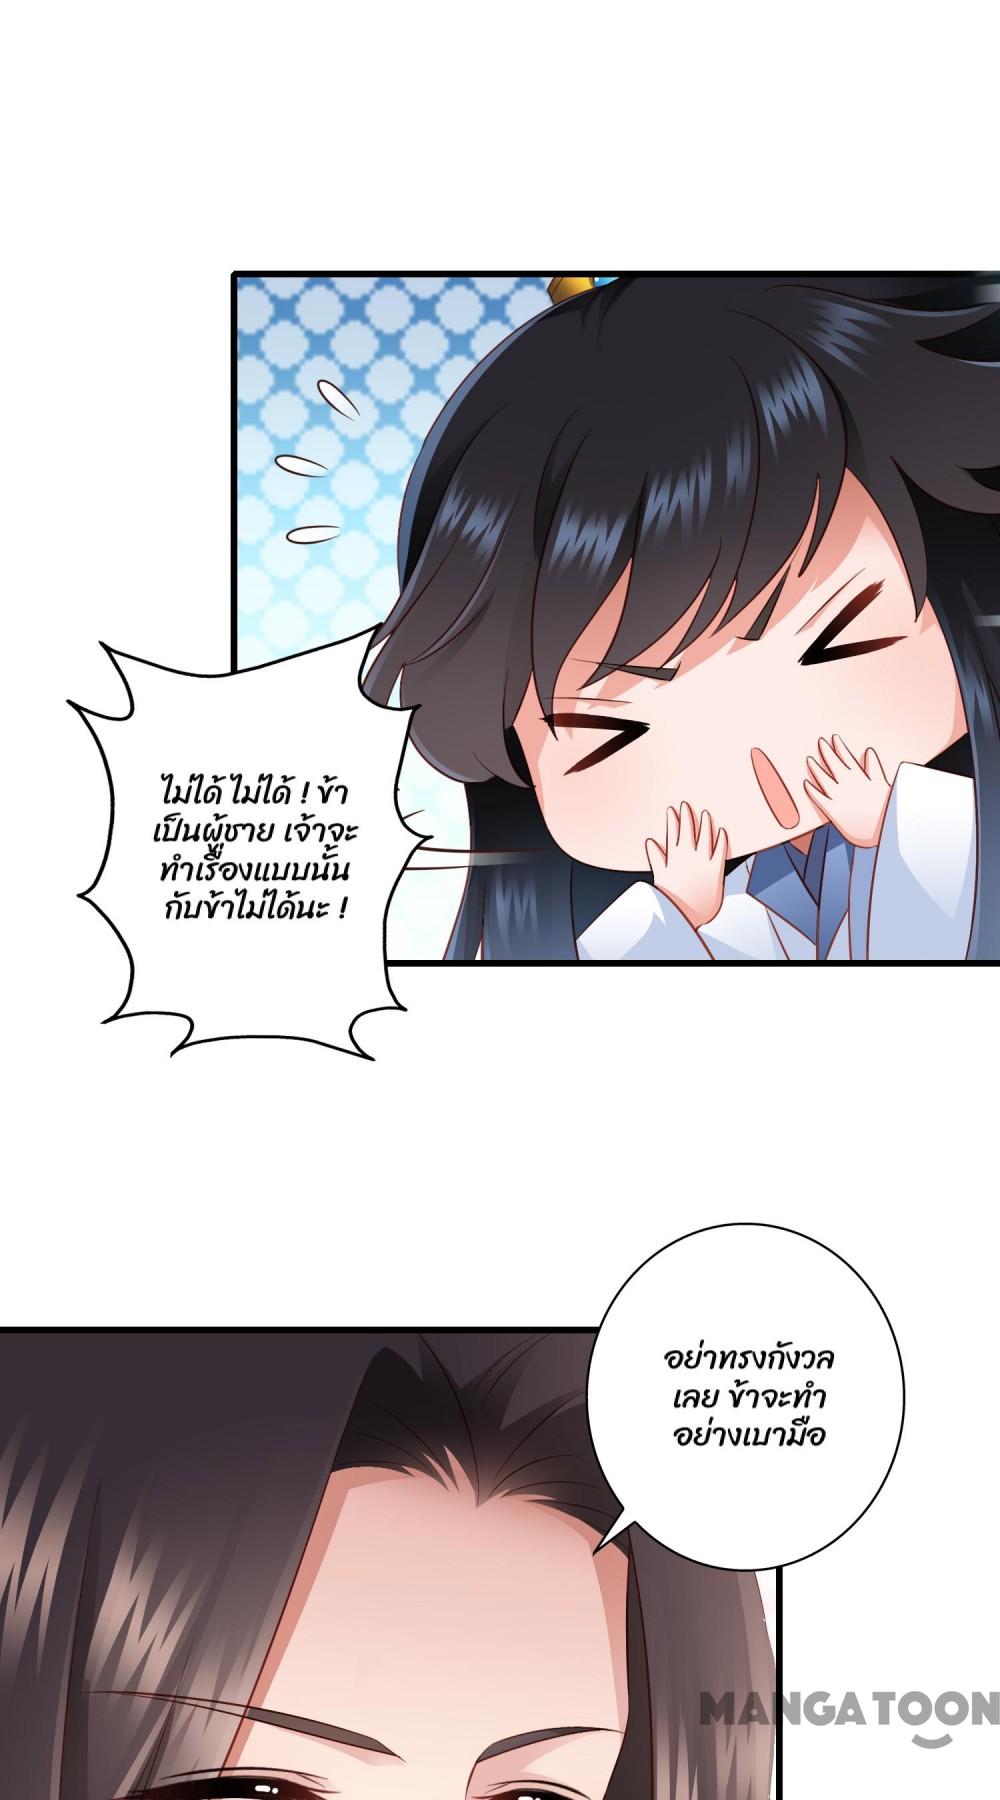 ไม่ได้ ไม่ได้ ! ข้า
เป็นผู้ชาย เจ้าจะ
ทำเรื่องแบบนั้น
กับข้าไม่ได้นะ !
อย่าทรงกังวล
เลย ข้าจะทำ
อย่างเบามือ
MANGATOON